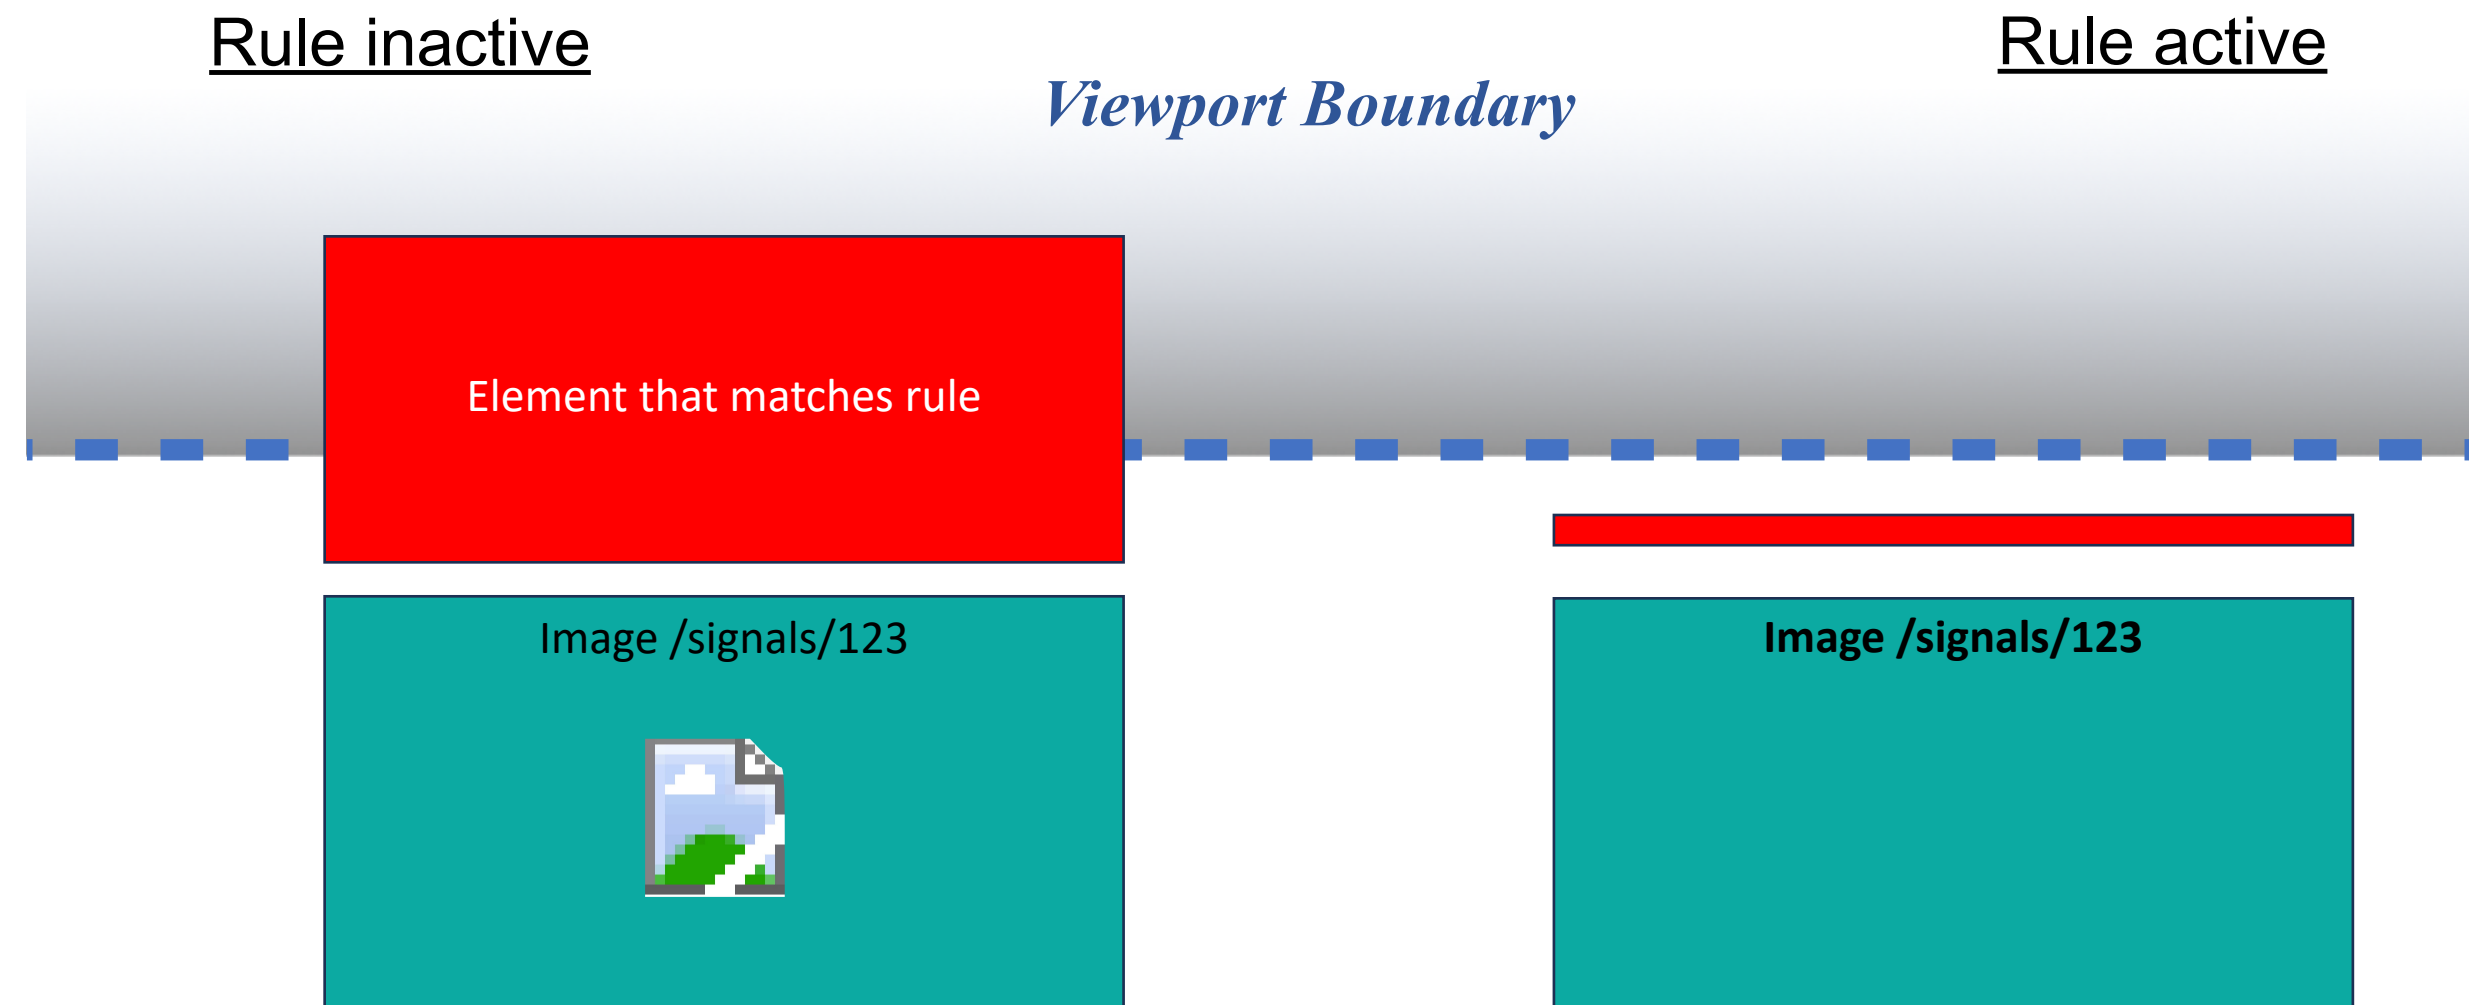 Rule inactive
Rule active
Viewport Boundary
Element that matches rule
Image /signals/123
Image /signals/123